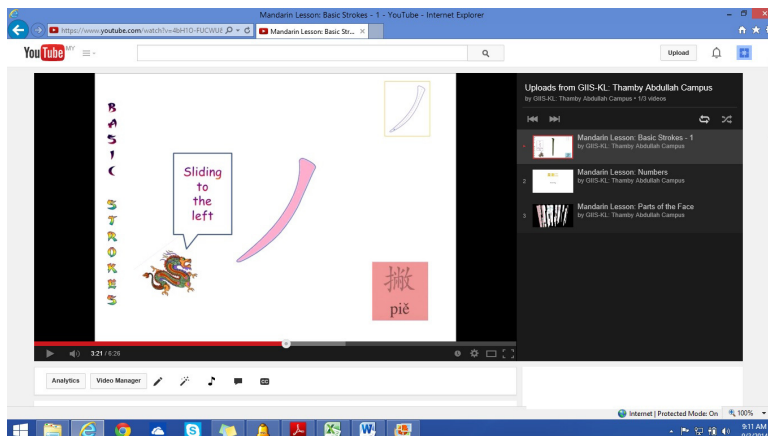 Mandarin Lesson: Basic Strokes - 1 - YouTube - Internet Explorer
https://www.youtube.com/watch?v=4bH1O-FUCWU&
Mandarin Lesson: Basic Str...
YouTube MY
Upload
BASIC STROKES
Sliding
to
the
left
撇
piě
Uploads from GIIS-KL: Thamby Abdullah Campus
by GIIS-KL: Thamby Abdullah Campus • 1/3 videos
Mandarin Lesson: Basic Strokes - 1
by GIIS-KL: Thamby Abdullah Campus
2
Mandarin Lesson: Numbers
by GIIS-KL: Thamby Abdullah Campus
3
Mandarin Lesson: Parts of the Face
by GIIS-KL: Thamby Abdullah Campus
3:21 / 6:26
Analytics
Video Manager
Internet | Protected Mode: On
100%
9:11 AM